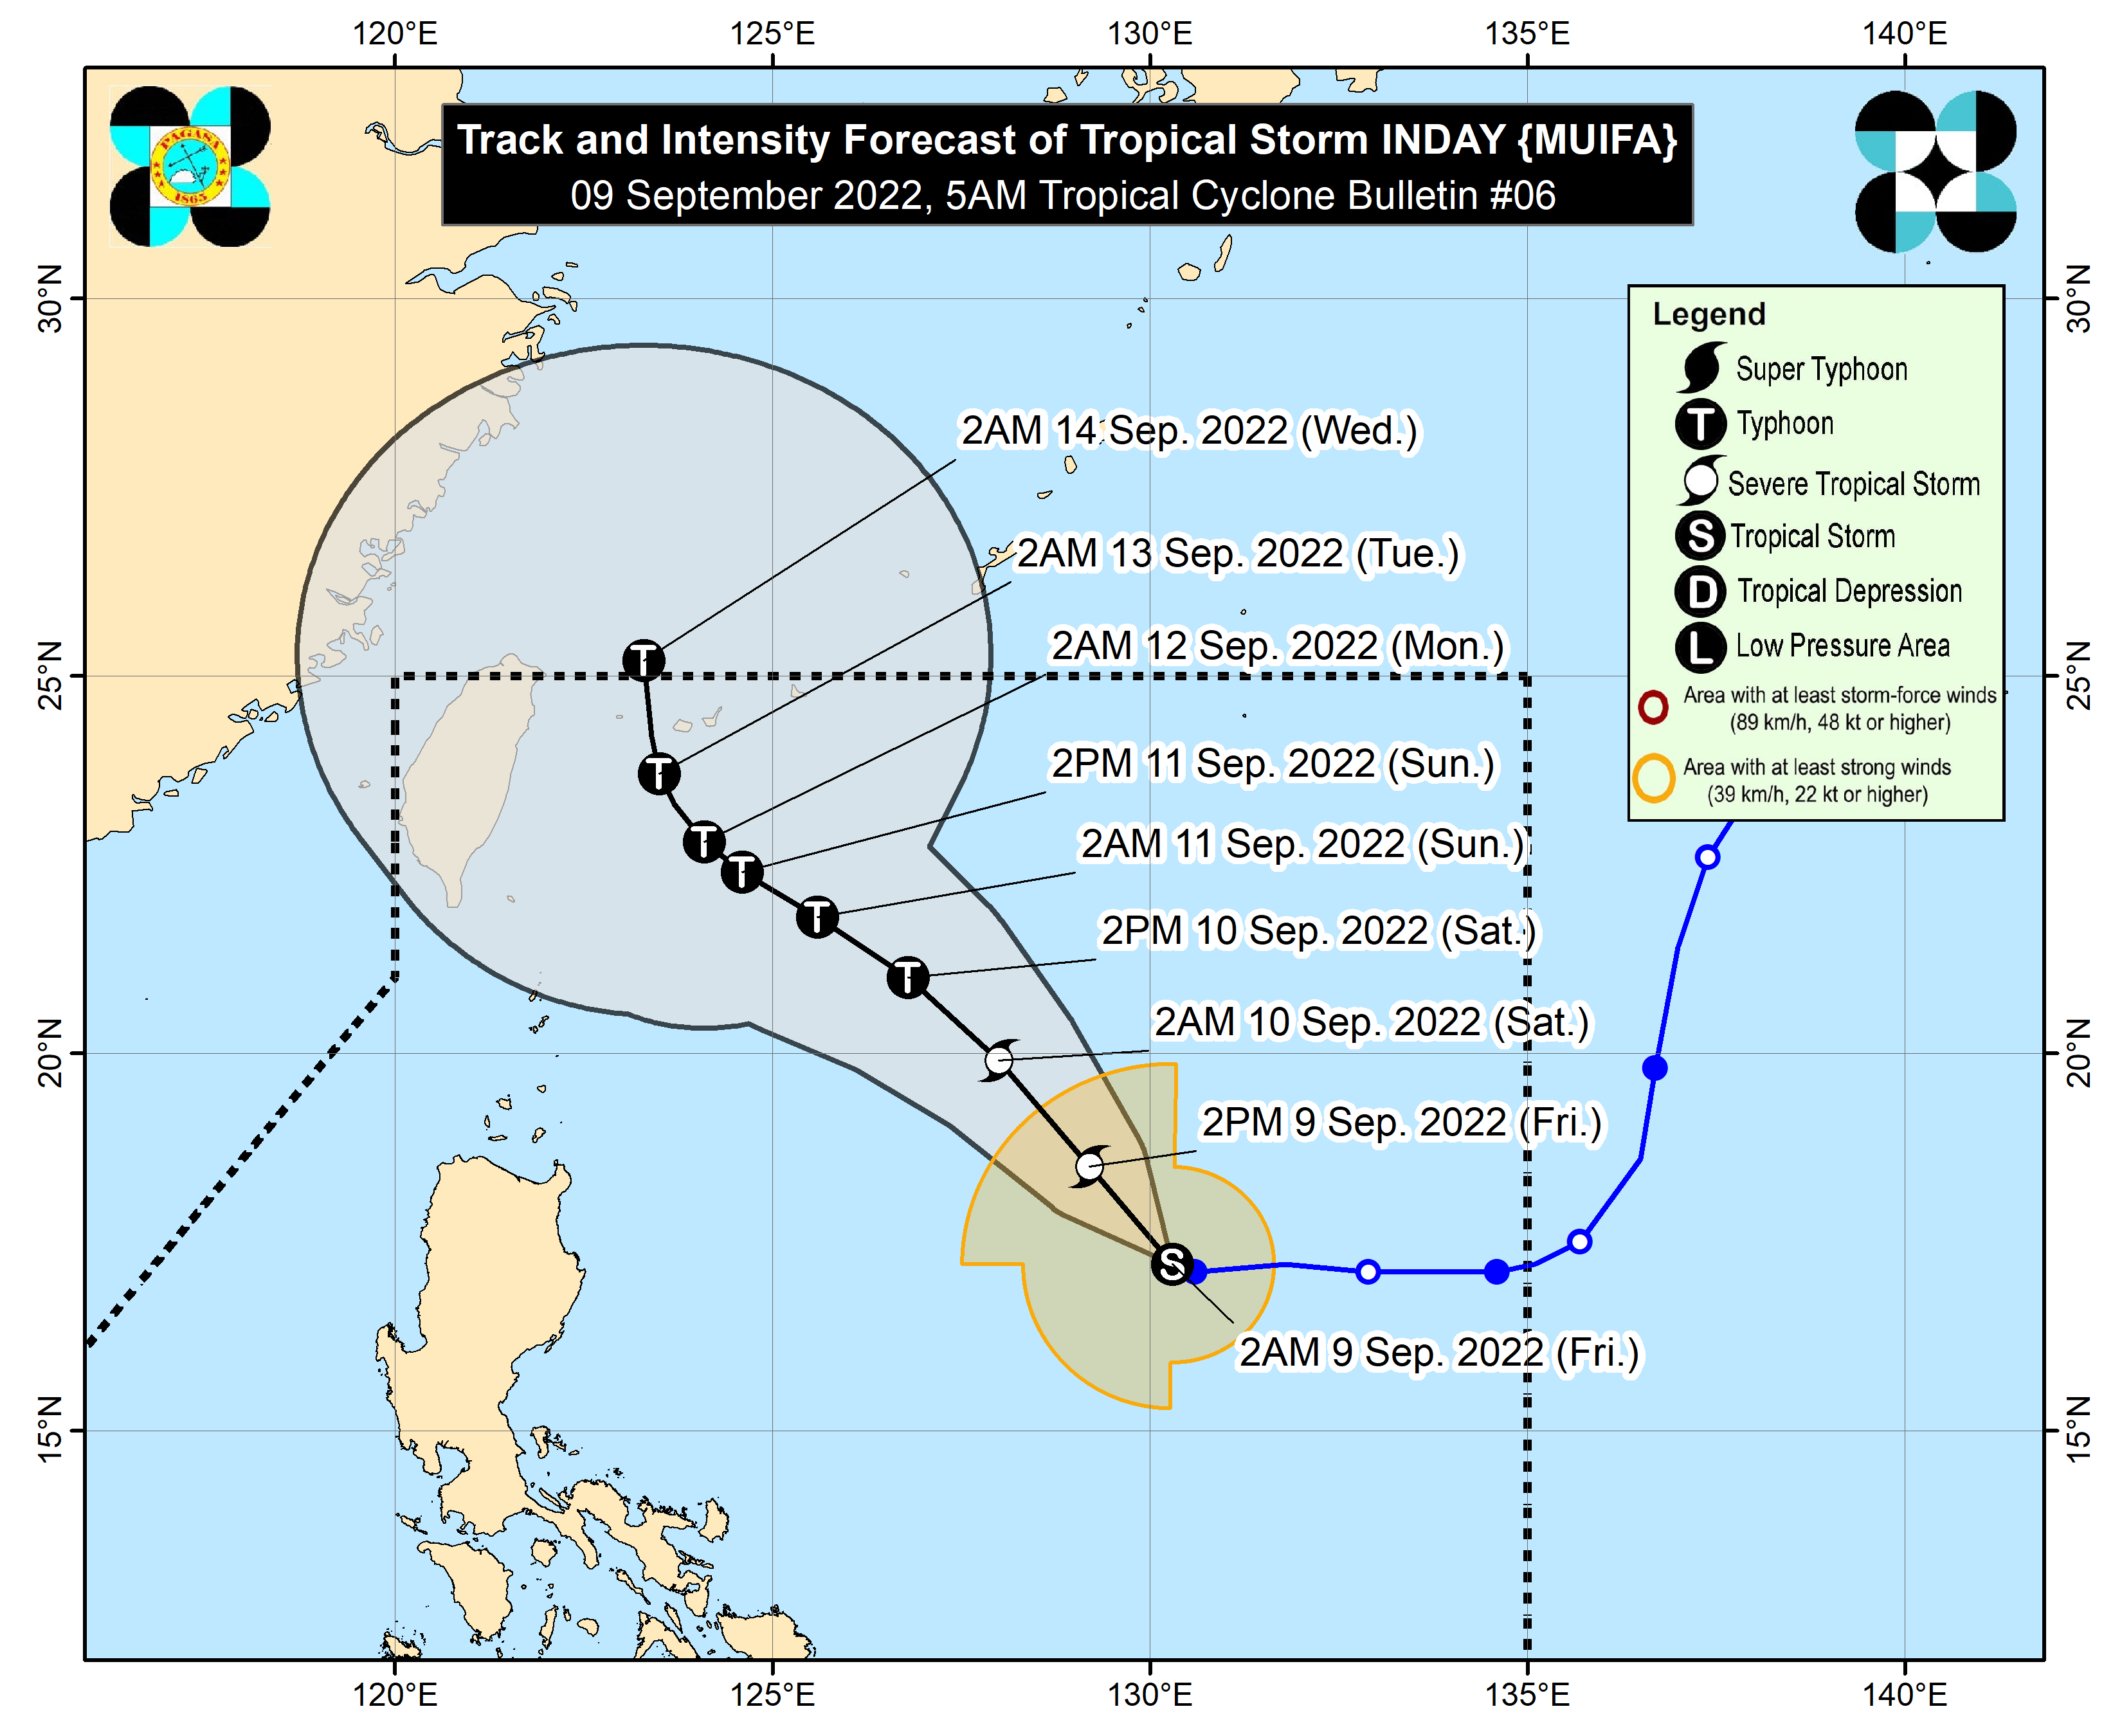 120°E 125°E 130°E 135°E 140°E
PAGASA
1865
Track and Intensity Forecast of Tropical Storm INDAY {MUIFA}
09 September 2022, 5AM Tropical Cyclone Bulletin #06
30°N
30°N
Legend
Super Typhoon
T Typhoon
Severe Tropical Storm
S Tropical Storm
D Tropical Depression
L Low Pressure Area
Area with at least storm-force winds
(89 km/h, 48 kt or higher)
Area with at least strong winds
(39 km/h, 22 kt or higher)
2AM 14 Sep. 2022 (Wed.)
2AM 13 Sep. 2022 (Tue.)
2AM 12 Sep. 2022 (Mon.)
2PM 11 Sep. 2022 (Sun.)
2AM 11 Sep. 2022 (Sun.)
2PM 10 Sep. 2022 (Sat.)
2AM 10 Sep. 2022 (Sat.)
2PM 9 Sep. 2022 (Fri.)
2AM 9 Sep. 2022 (Fri.)
T
T
T
T
T
T
S
25°N
25°N
20°N
20°N
15°N
15°N
120°E 125°E 130°E 135°E 140°E